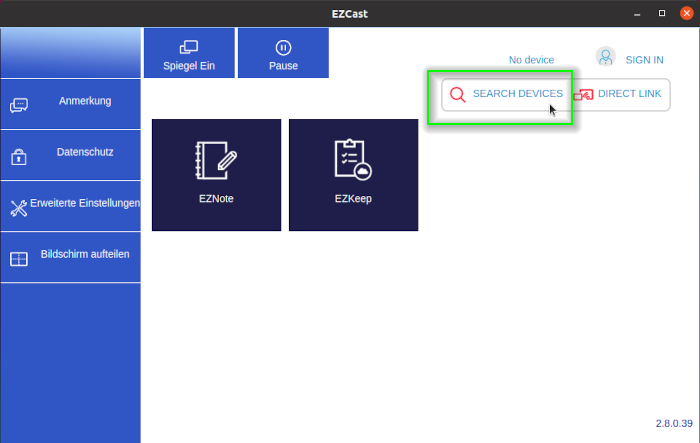 EZCast
Spiegel Ein
Pause
No device
SIGN IN
SEARCH DEVICES
DIRECT LINK
Anmerkung
Datenschutz
Erweiterte Einstellungen
Bildschirm aufteilen
EZNote
EZKeep
2.8.0.39